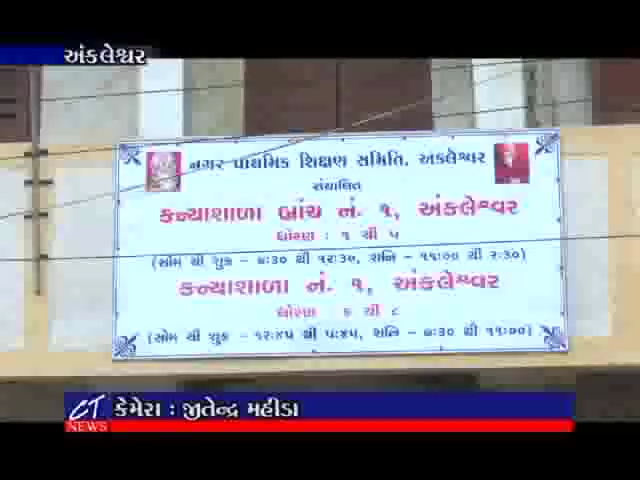 અંકલેશ્વર
નગર પ્રાથમિક શિક્ષણ સમિતિ, અંકલેશ્વર
સંચાલિત
કન્યાશાળા બ્રાંચ નં. ૧, અંકલેશ્વર
ધોરણ : ૧ થી ૫
(સોમ થી શુક્ર - ૭:૩૦ થી ૧૨:૩૦, શનિ - ૧૧:૦૦ થી ૨:૩૦)
કન્યાશાળા નં. ૧, અંકલેશ્વર
ધોરણ : ૬ થી ૮
(સોમ થી શુક્ર - ૧૨:૪૫ થી ૫:૪૫, શનિ - ૭:૩૦ થી ૧૧:૦૦)
CT NEWS
કેમેરા : જીતેન્દ્ર મહીડા